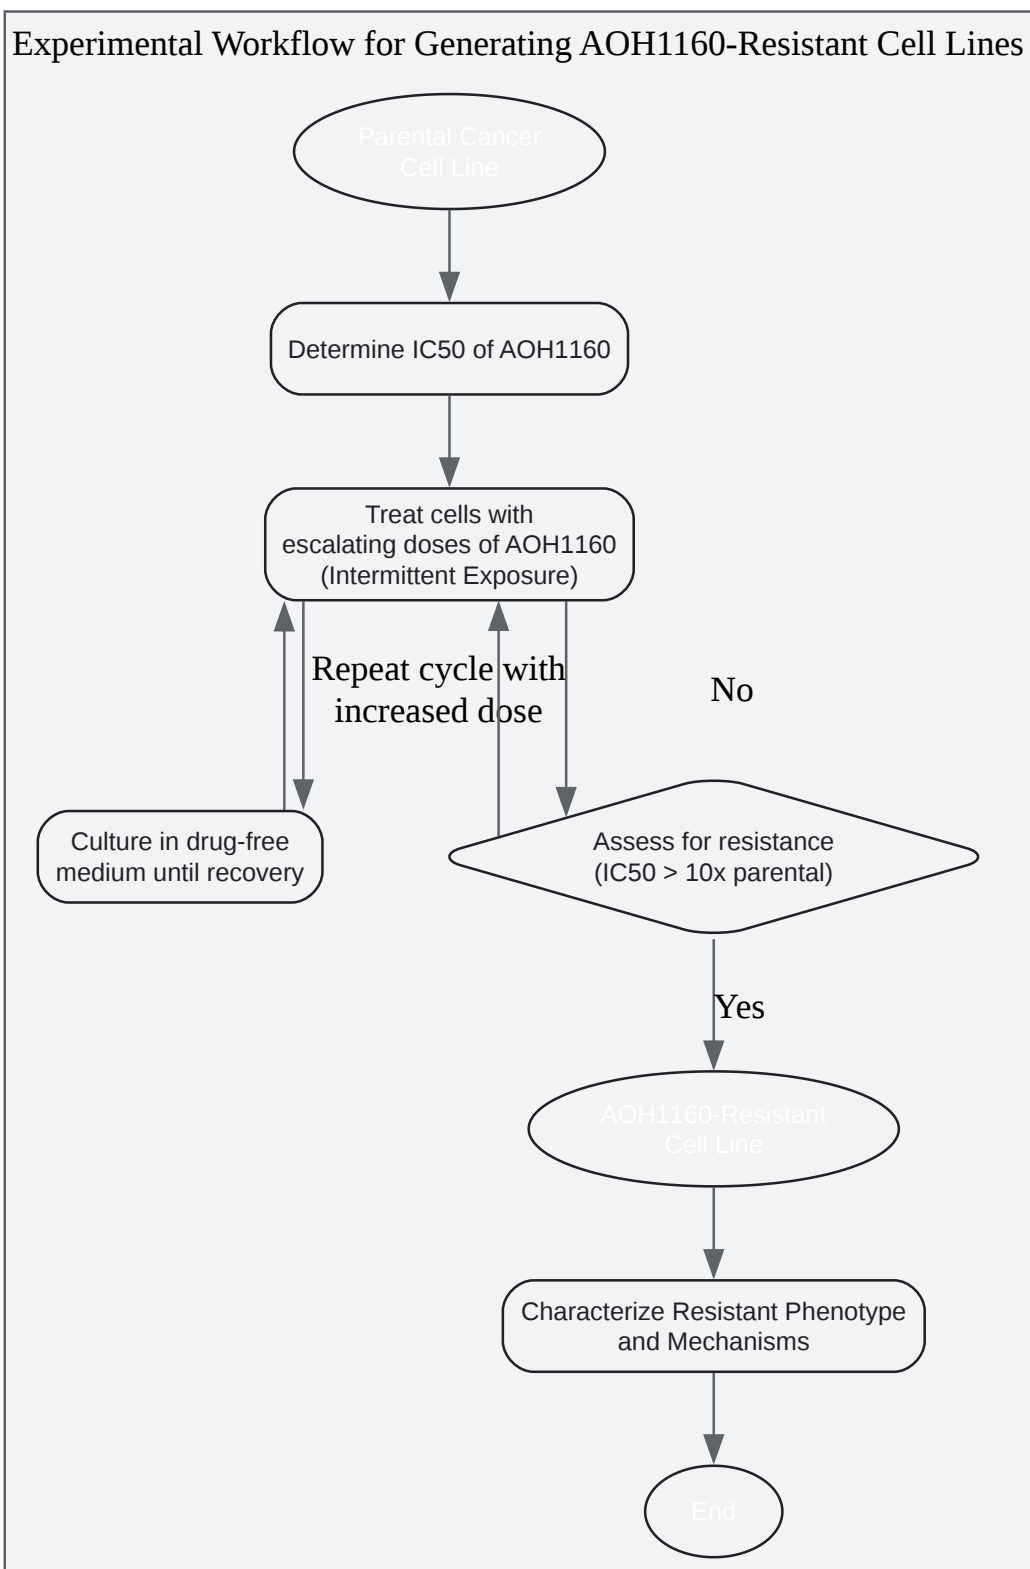 Experimental Workflow for Generating AOH1160-Resistant Cell Lines
Parental Cancer
Cell Line
Determine IC50 of AOH1160
Treat cells with
escalating doses of AOH1160
(Intermittent Exposure)
Repeat cycle with
increased dose
No
Culture in drug-free
medium until recovery
Assess for resistance
(IC50 > 10x parental)
Yes
AOH1160-Resistant
Cell Line
Characterize Resistant Phenotype
and Mechanisms
End